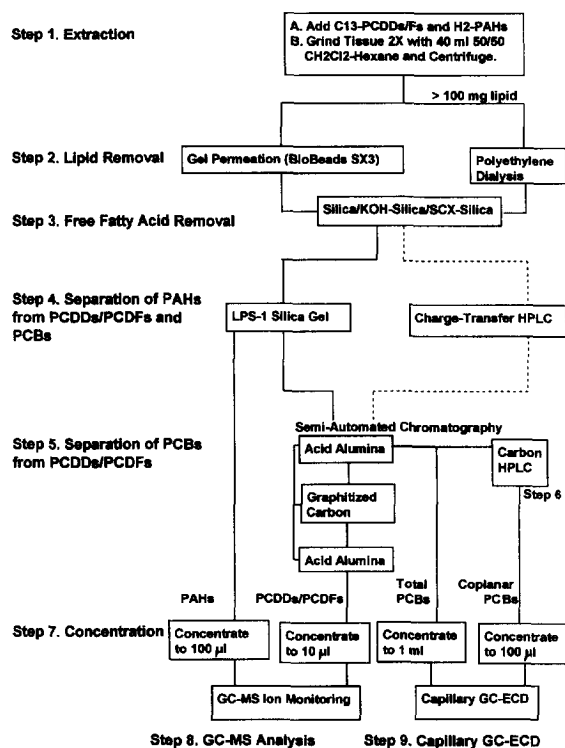 Step 1. Extraction
A. Add C13-PCDDs/Fs and H2-PAHs
B. Grind Tissue 2X with 40 ml 50/50
CH2Cl2-Hexane and Centrifuge.
> 100 mg lipid
Step 2. Lipid Removal
Gel Permeation (BioBeads SX3)
Polyethylene
Dialysis
Step 3. Free Fatty Acid Removal
Silica/KOH-Silica/SCX-Silica
Step 4. Separation of PAHs
from PCDDs/PCDFs and
PCBs
LPS-1 Silica Gel
Charge-Transfer HPLC
Semi-Automated Chromatography
Step 5. Separation of PCBs
from PCDDs/PCDFs
Acid Alumina
Carbon
HPLC
Step 6
Graphitized
Carbon
Acid Alumina
PAHs
PCDDs/PCDFs
Total
PCBs
Coplanar
PCBs
Step 7. Concentration
Concentrate
to 100 µl
Concentrate
to 10 µl
Concentrate
to 1 ml
Concentrate
to 100 µl
GC-MS Ion Monitoring
Capillary GC-ECD
Step 8. GC-MS Analysis
Step 9. Capillary GC-ECD